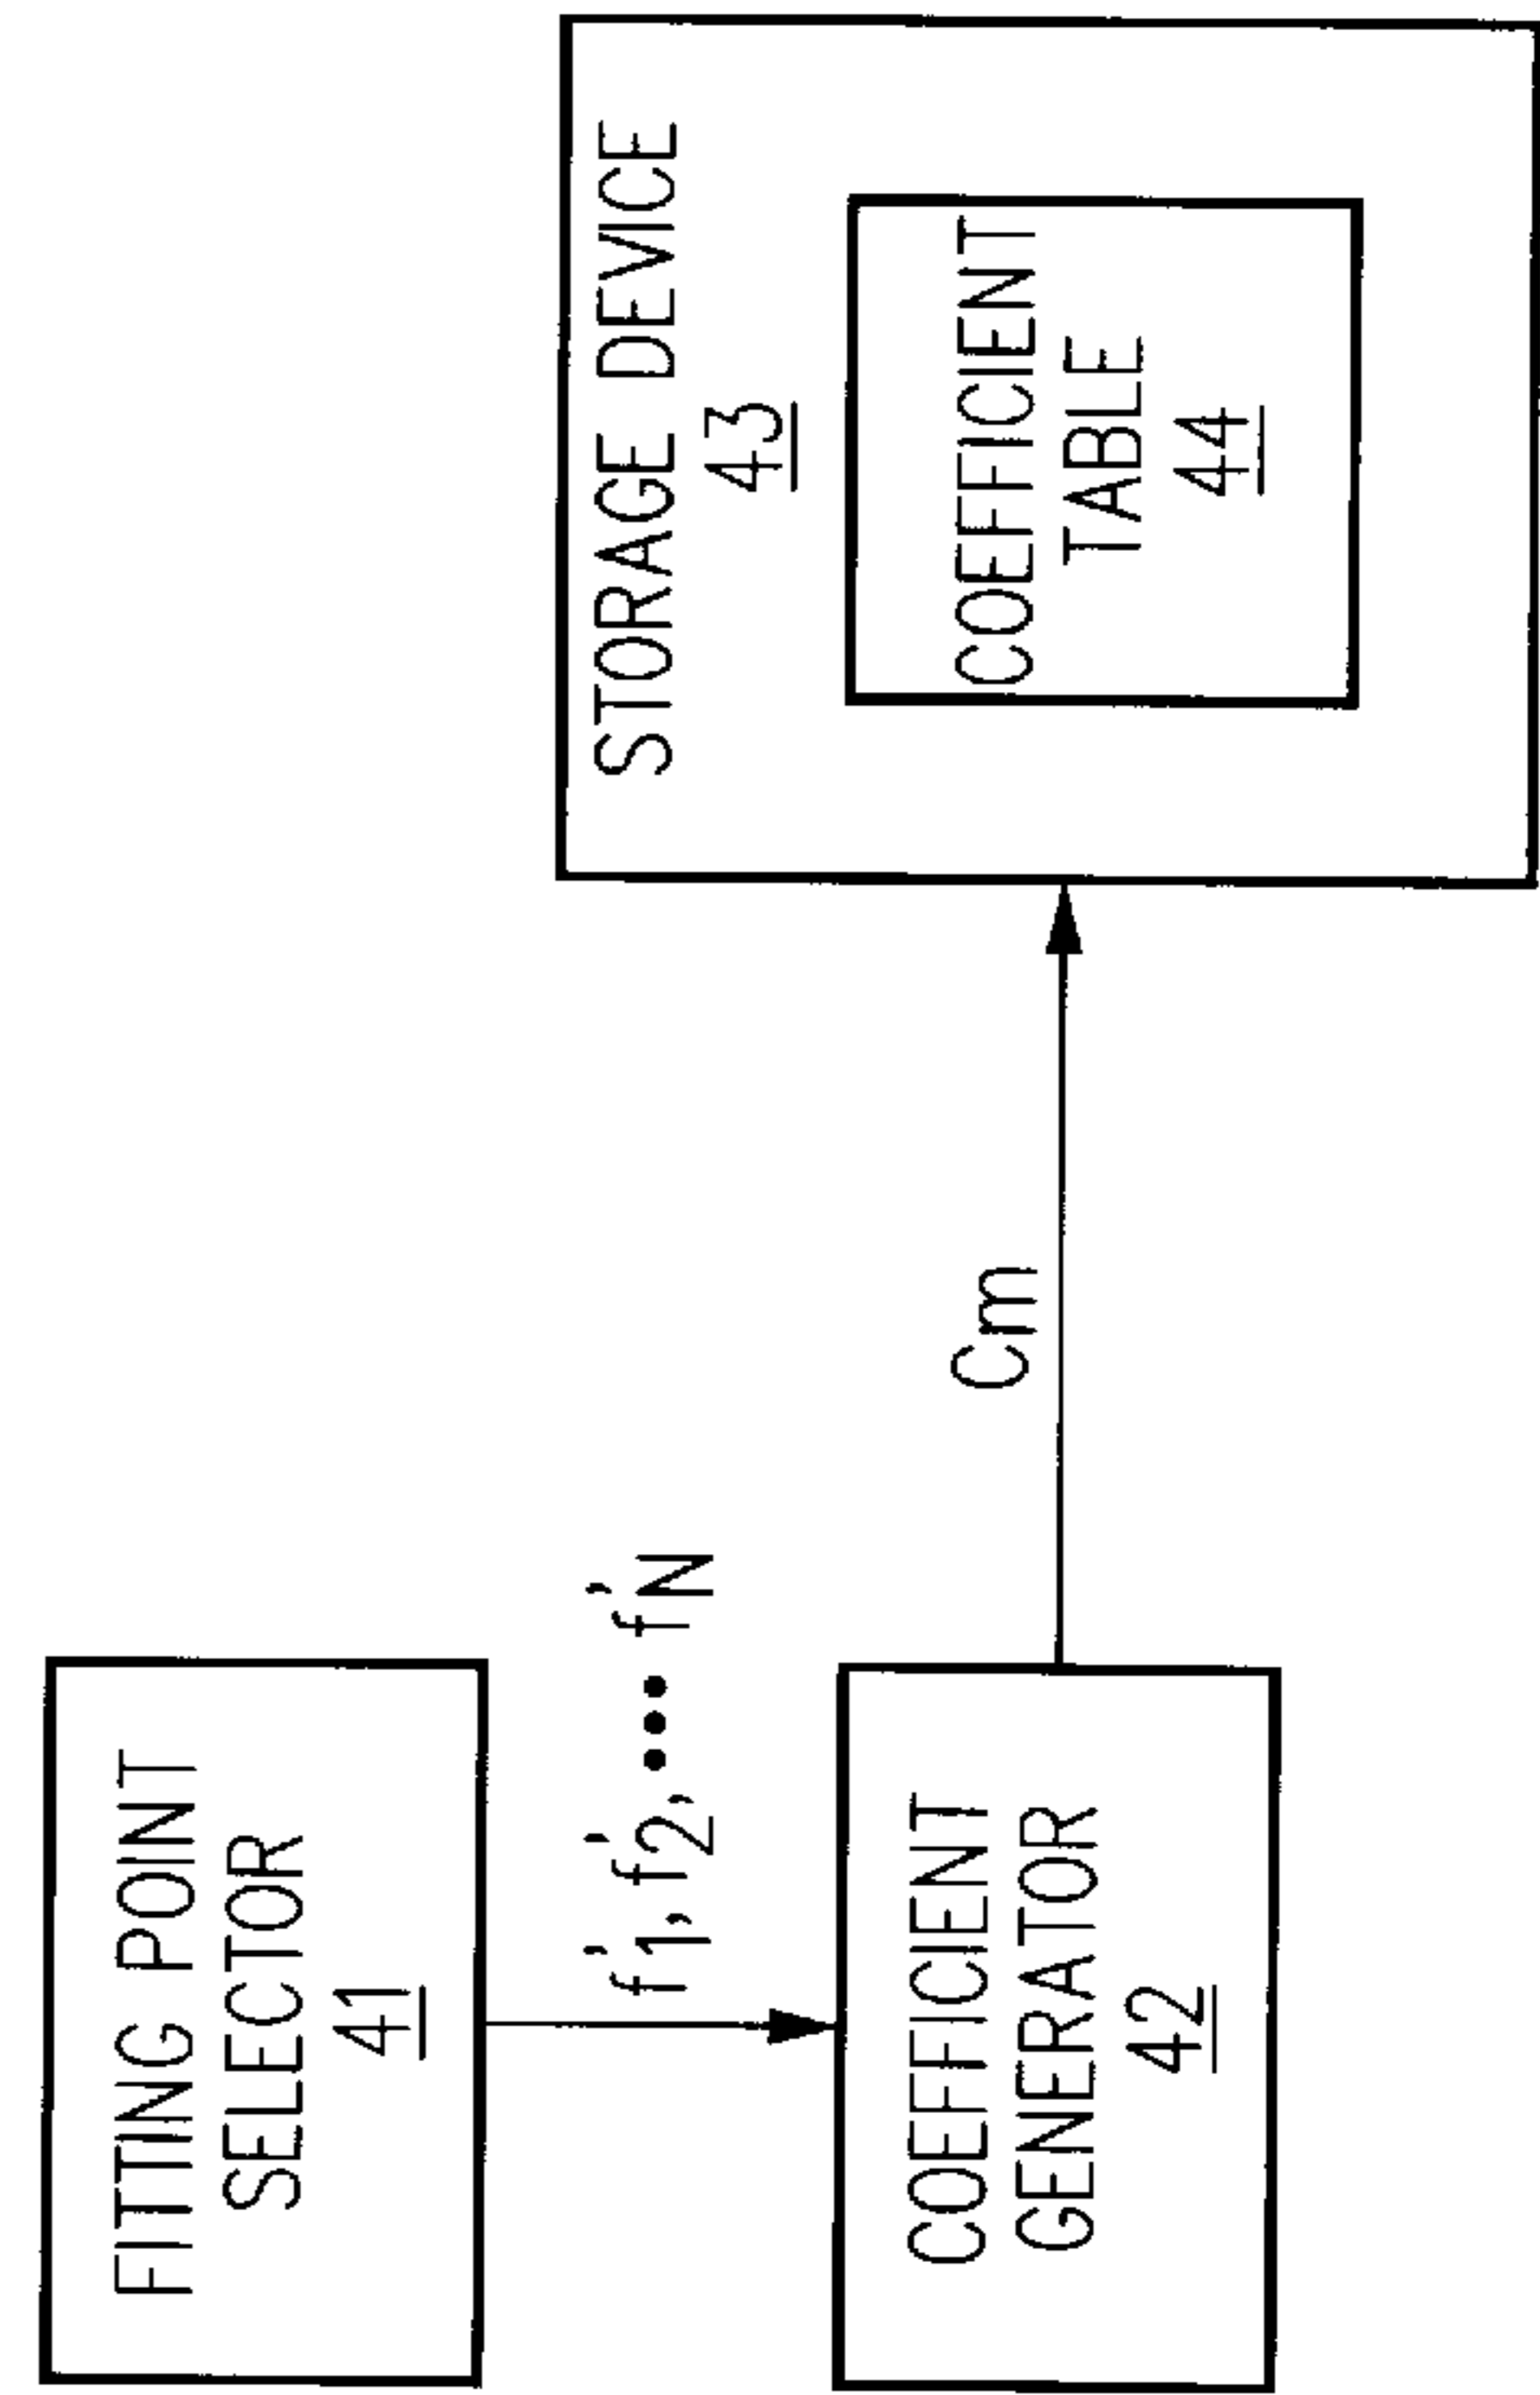 FITTING POINT
SELECTOR
41
f'1, f'2, ••• f'N
COEFFICIENT
GENERATOR
42
Cm
STORAGE DEVICE
43
COEFFICIENT
TABLE
44